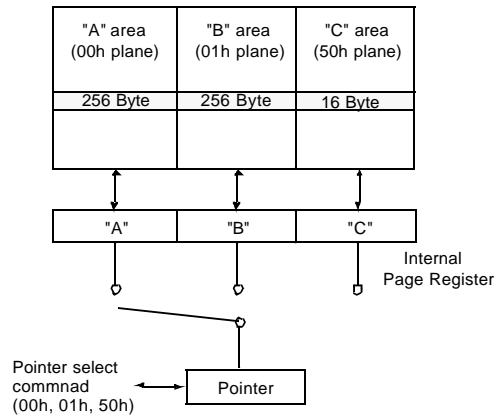 "A" area
(00h plane)
"B" area
(01h plane)
"C" area
(50h plane)
256 Byte
256 Byte
16 Byte
"A"
"B"
"C"
Internal
Page Register
Pointer select
commnad
(00h, 01h, 50h)
Pointer